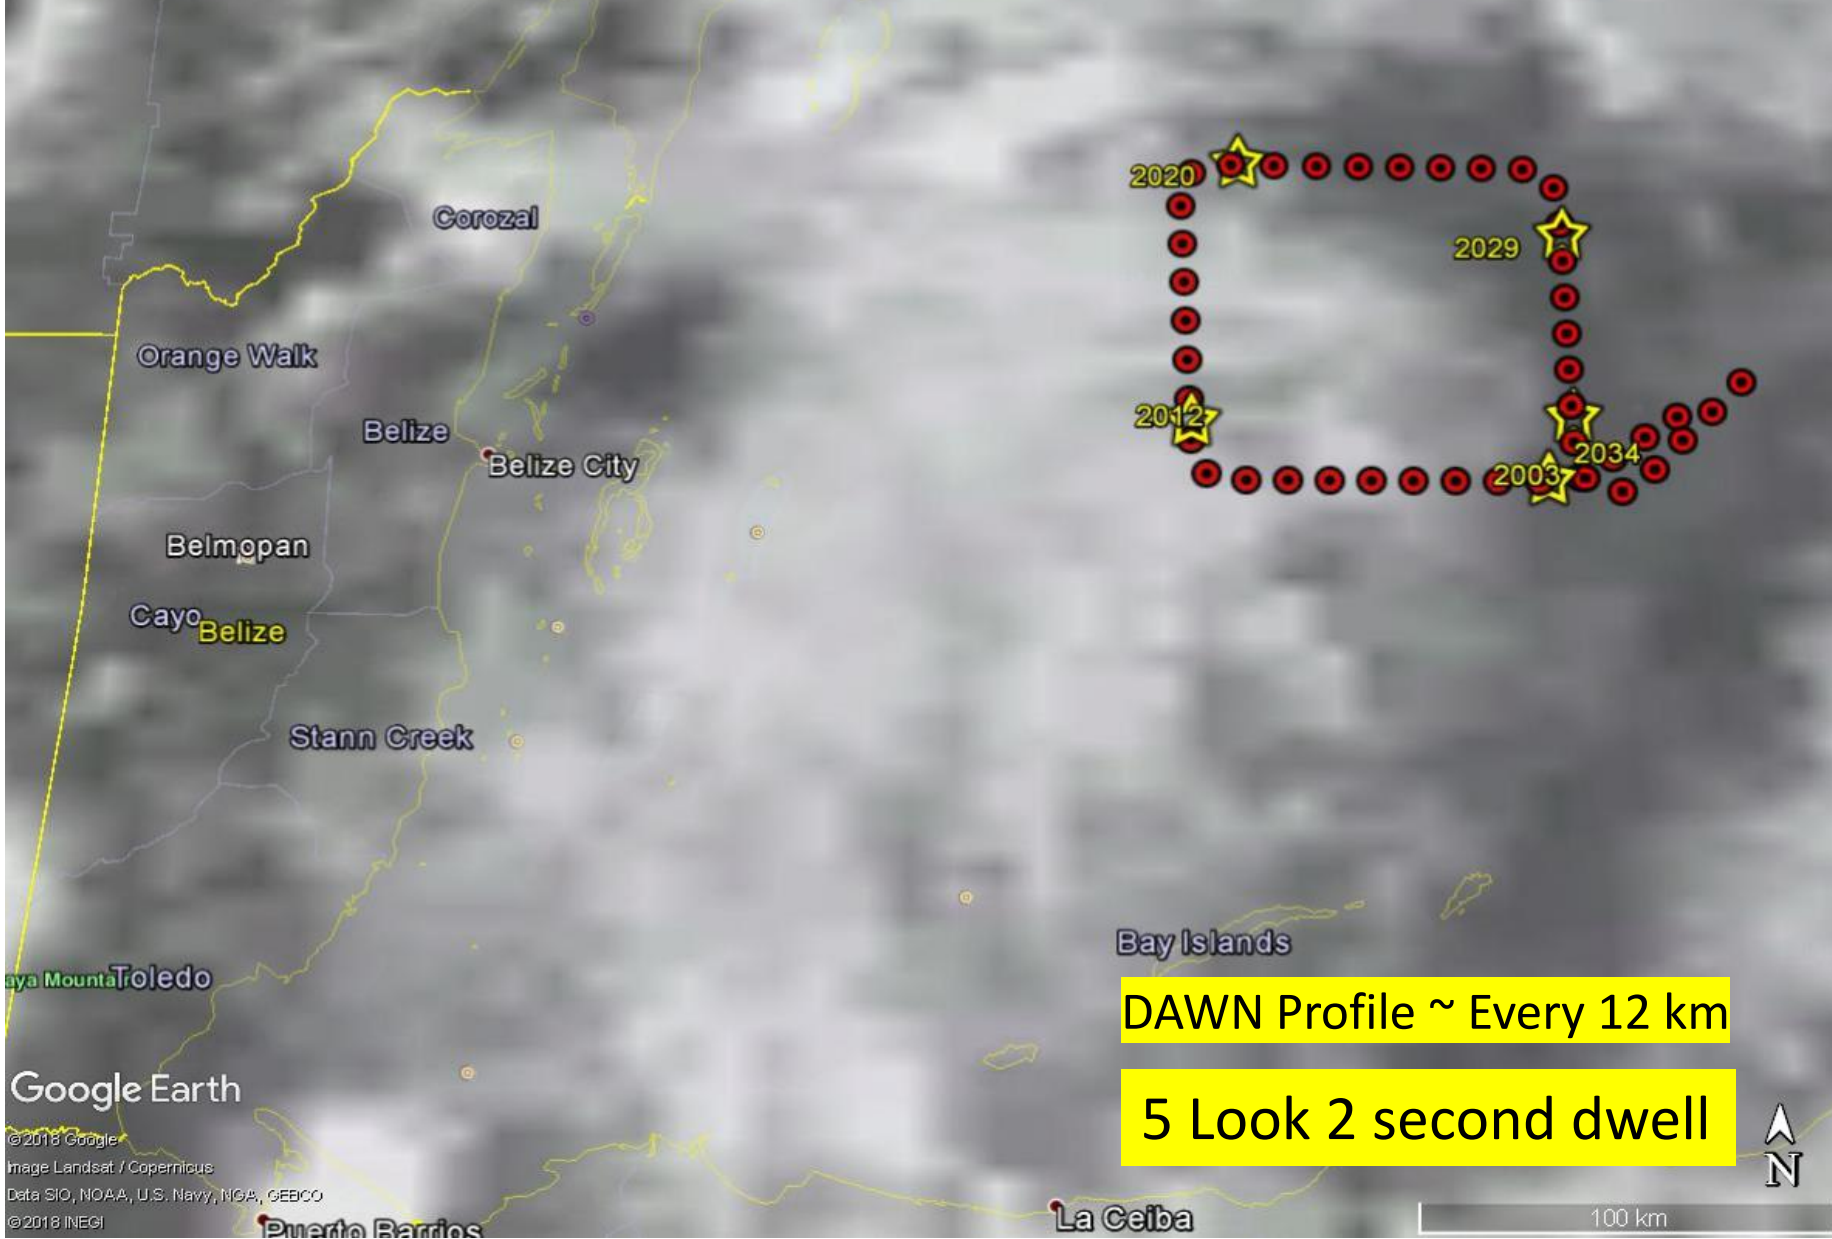 2020
Corozal
2029
Orange Walk
2012
Belize
Belize City
2034
2003
Belmopan
Cayo
Belize
Stann Creek
Bay Islands
aya Mounta
Toledo
DAWN Profile ~ Every 12 km
Google Earth
5 Look 2 second dwell
© 2018 Google
Image Landsat / Copernicus
N
Data SIO, NOAA, U.S. Navy, NGA, GEBCO
© 2018 INEGI
Puerto Barrios
La Ceiba
100 km